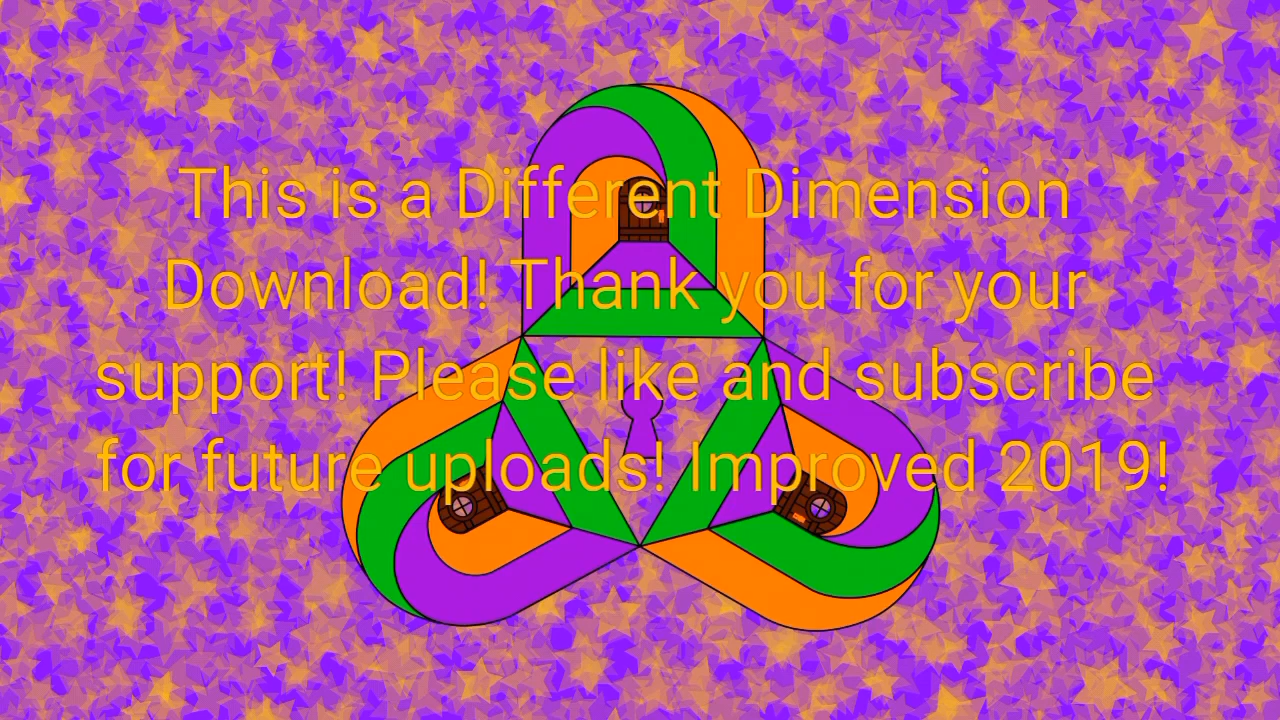 This is a Different Dimension
Download! Thank you for your
support! Please like and subscribe
for future uploads! Improved 2019!